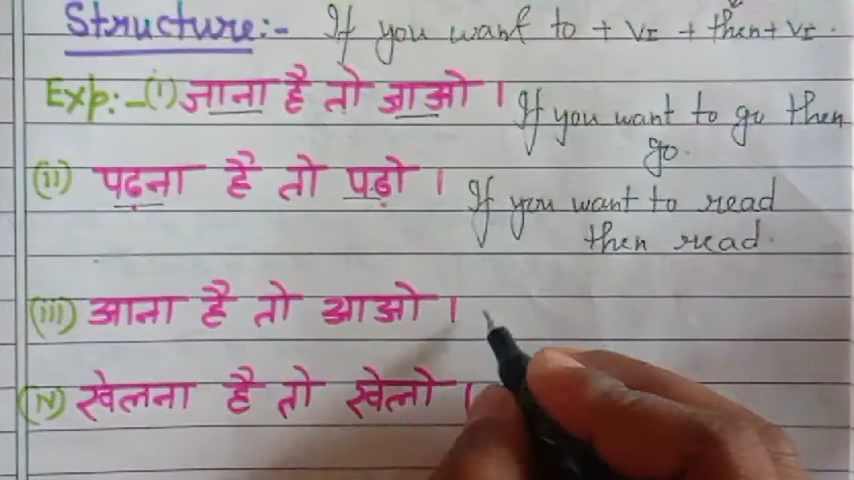 Structure:- If you want to + VI + then + VI.
Exp:-(i) जाना है तो जाओ। If you want to go then
go.
(ii) पढ़ना है तो पढ़ो। If you want to read
then read.
(iii) आना है तो आओ।
(iv) खेलना है तो खेलो।